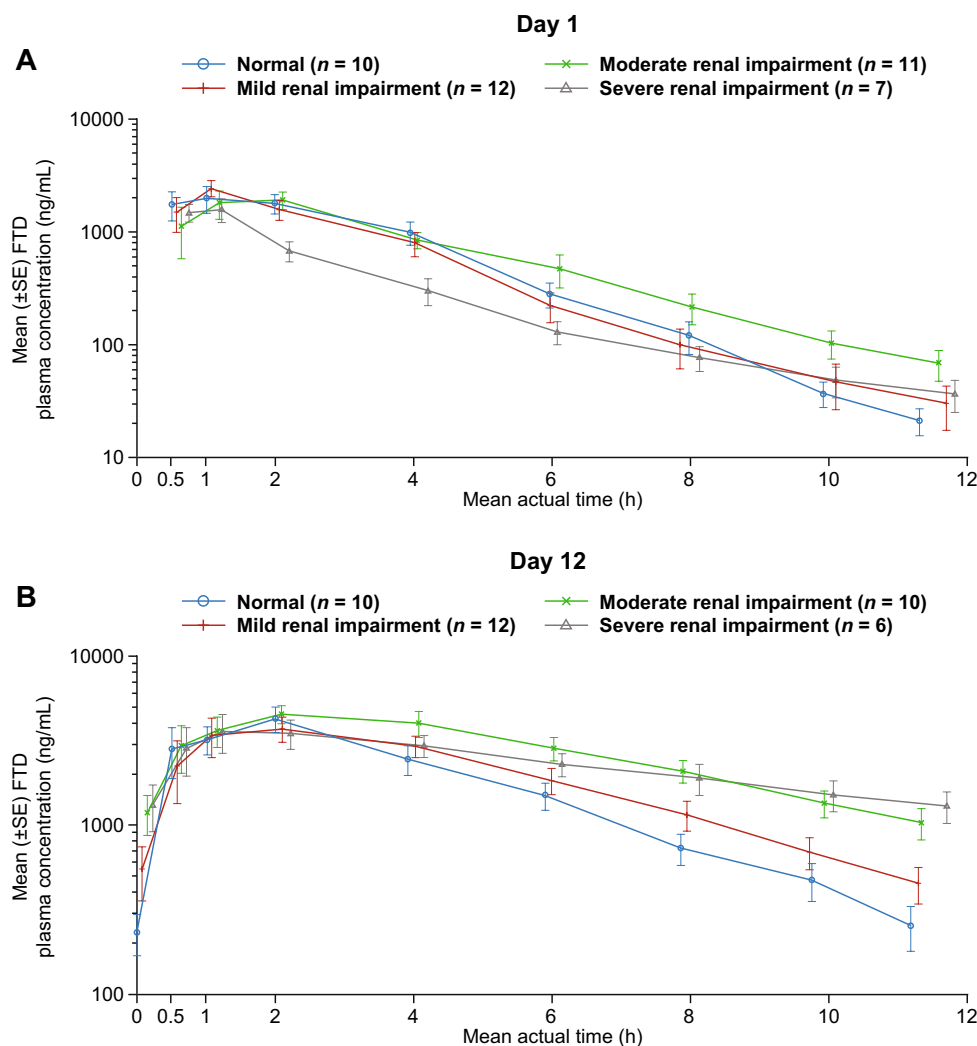 Day 1
A
Normal (n = 10)
Moderate renal impairment (n = 11)
Mild renal impairment (n = 12)
Severe renal impairment (n = 7)
Mean (±SE) FTD
plasma concentration (ng/mL)
10000
1000
100
10
0 0.5 1 2 4 6 8 10 12
Mean actual time (h)
Day 12
B
Normal (n = 10)
Moderate renal impairment (n = 10)
Mild renal impairment (n = 12)
Severe renal impairment (n = 6)
Mean (±SE) FTD
plasma concentration (ng/mL)
10000
1000
100
0 0.5 1 2 4 6 8 10 12
Mean actual time (h)